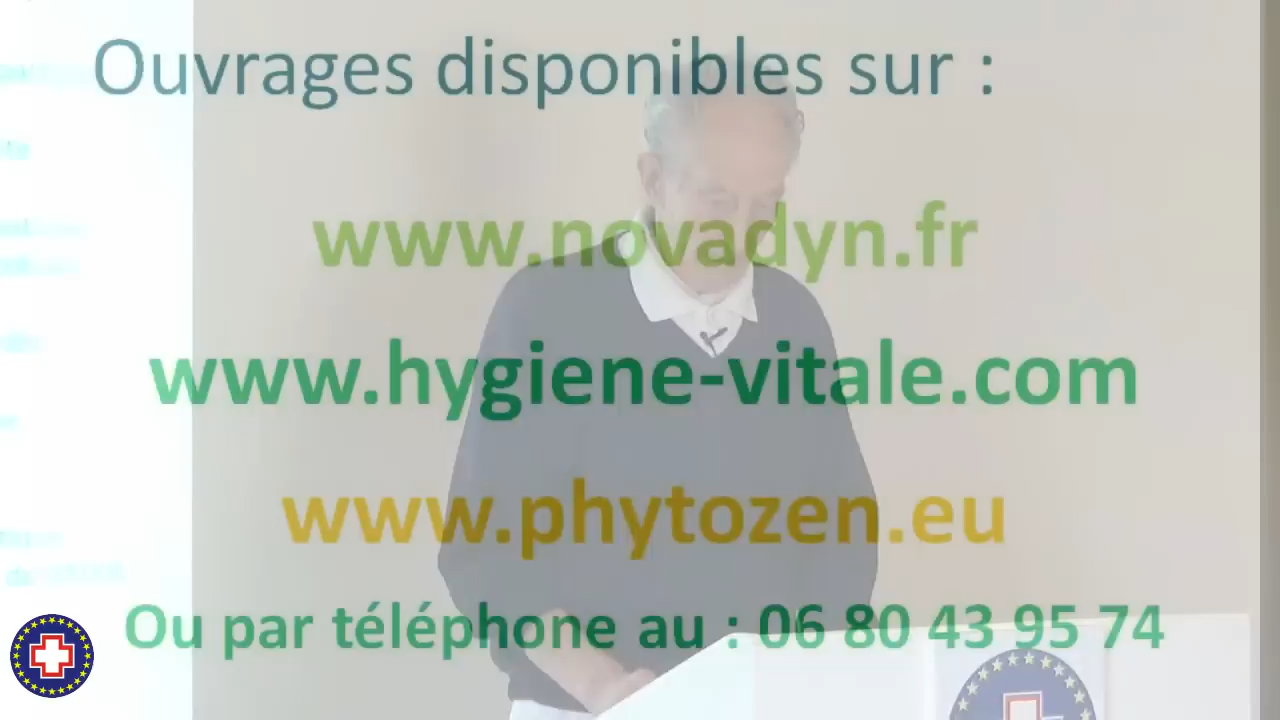 Ouvrages disponibles sur :
www.novadyn.fr
www.hygiene-vitale.com
www.phytozen.eu
Ou par téléphone au : 06 80 43 95 74